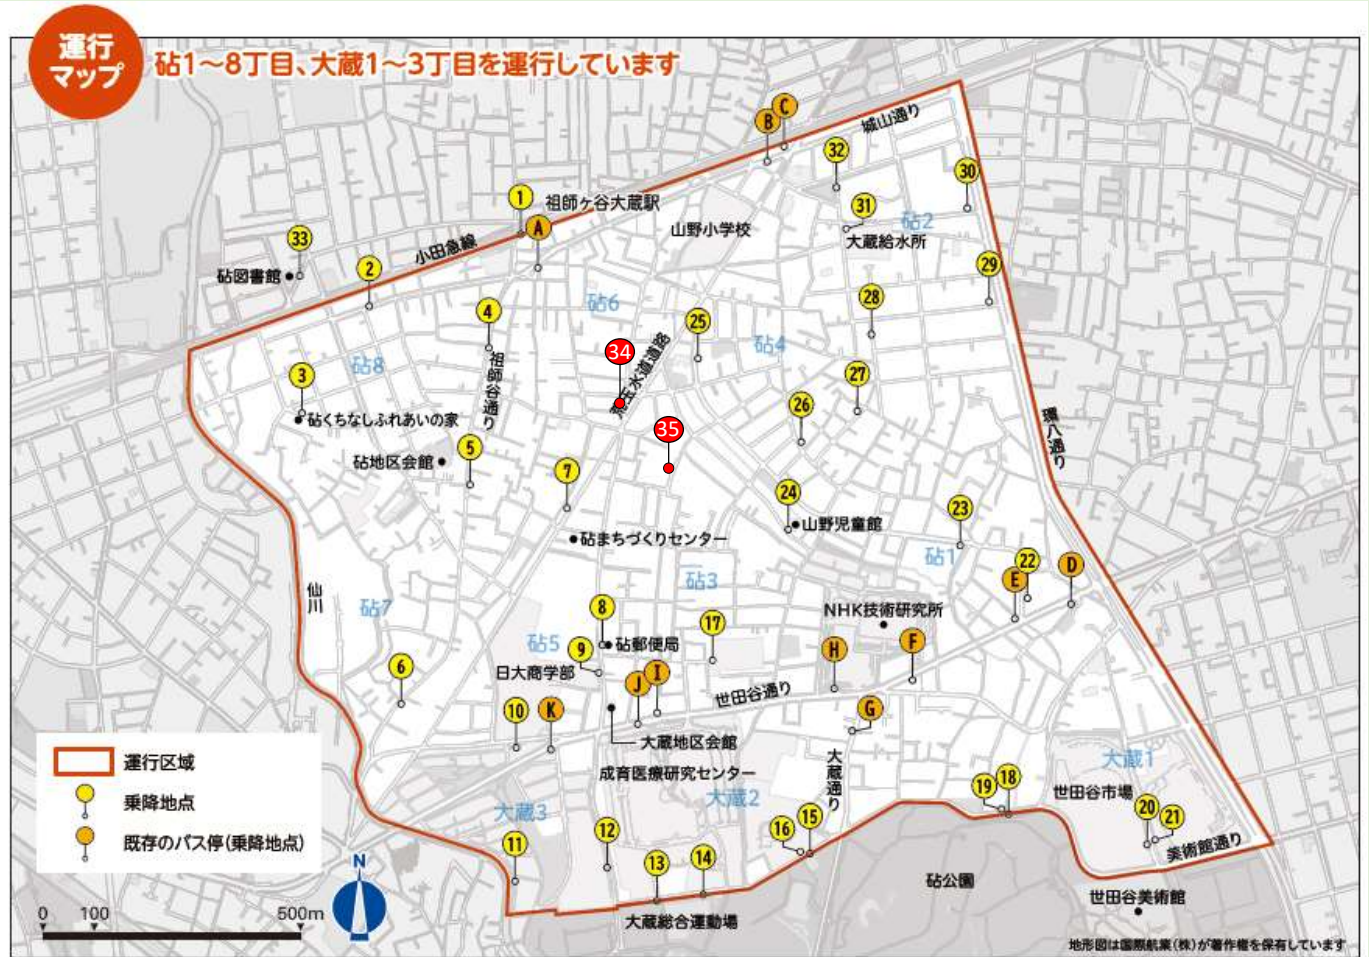 運行
マップ
砧1～8丁目、大蔵1～3丁目を運行しています
C
B
城山通り
32
30
1
祖師ヶ谷大蔵駅
31
砧2
A
山野小学校
33
小田急線
大蔵給水所
砧図書館
2
29
4
砧6
28
25
34
荒玉水道道路
砧4
祖師谷通り
砧8
3
27
26
環八通り
砧くちなしふれあいの家
35
砧地区会館
5
7
24
23
山野児童館
砧まちづくりセンター
砧1
22
D
E
砧3
仙川
砧7
8
NHK技術研究所
17
砧5
砧郵便局
9
H
F
日大商学部
6
J
I
世田谷通り
10
K
G
大蔵地区会館
大蔵通り
大蔵1
成育医療研究センター
19
18
世田谷市場
大蔵2
大蔵3
16
15
20
21
11
12
美術館通り
13
14
砧公園
世田谷美術館
大蔵総合運動場
運行区域
乗降地点
既存のバス停(乗降地点)
N
0 100 500m
地形図は国際航業(株)が著作権を保有しています